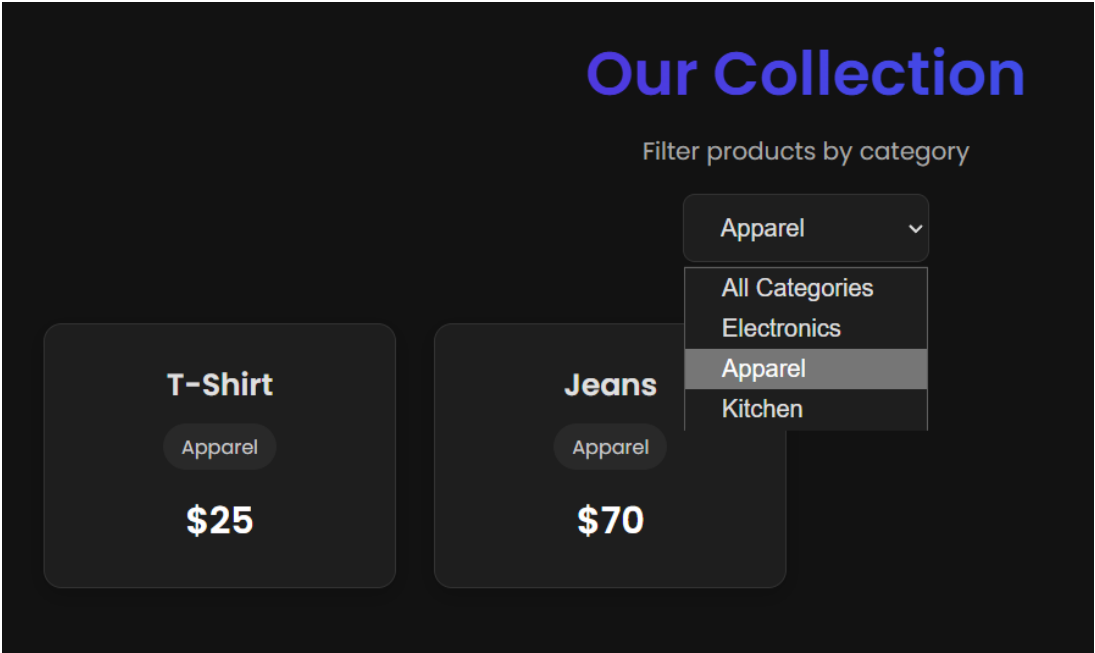 Our Collection
Filter products by category
Apparel
All Categories
Electronics
Apparel
Kitchen
T-Shirt
Apparel
$25
Jeans
Apparel
$70